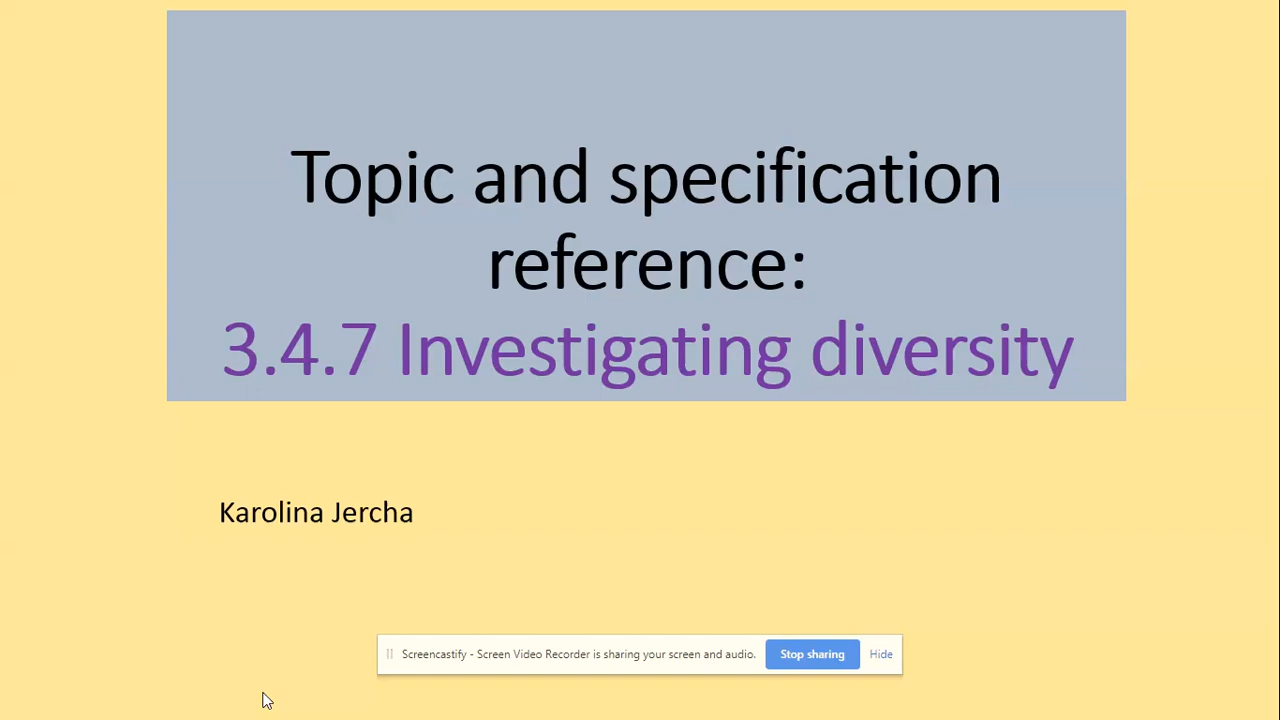 Topic and specification
reference:
3.4.7 Investigating diversity
Karolina Jercha
Screencastify - Screen Video Recorder is sharing your screen and audio.
Stop sharing
Hide